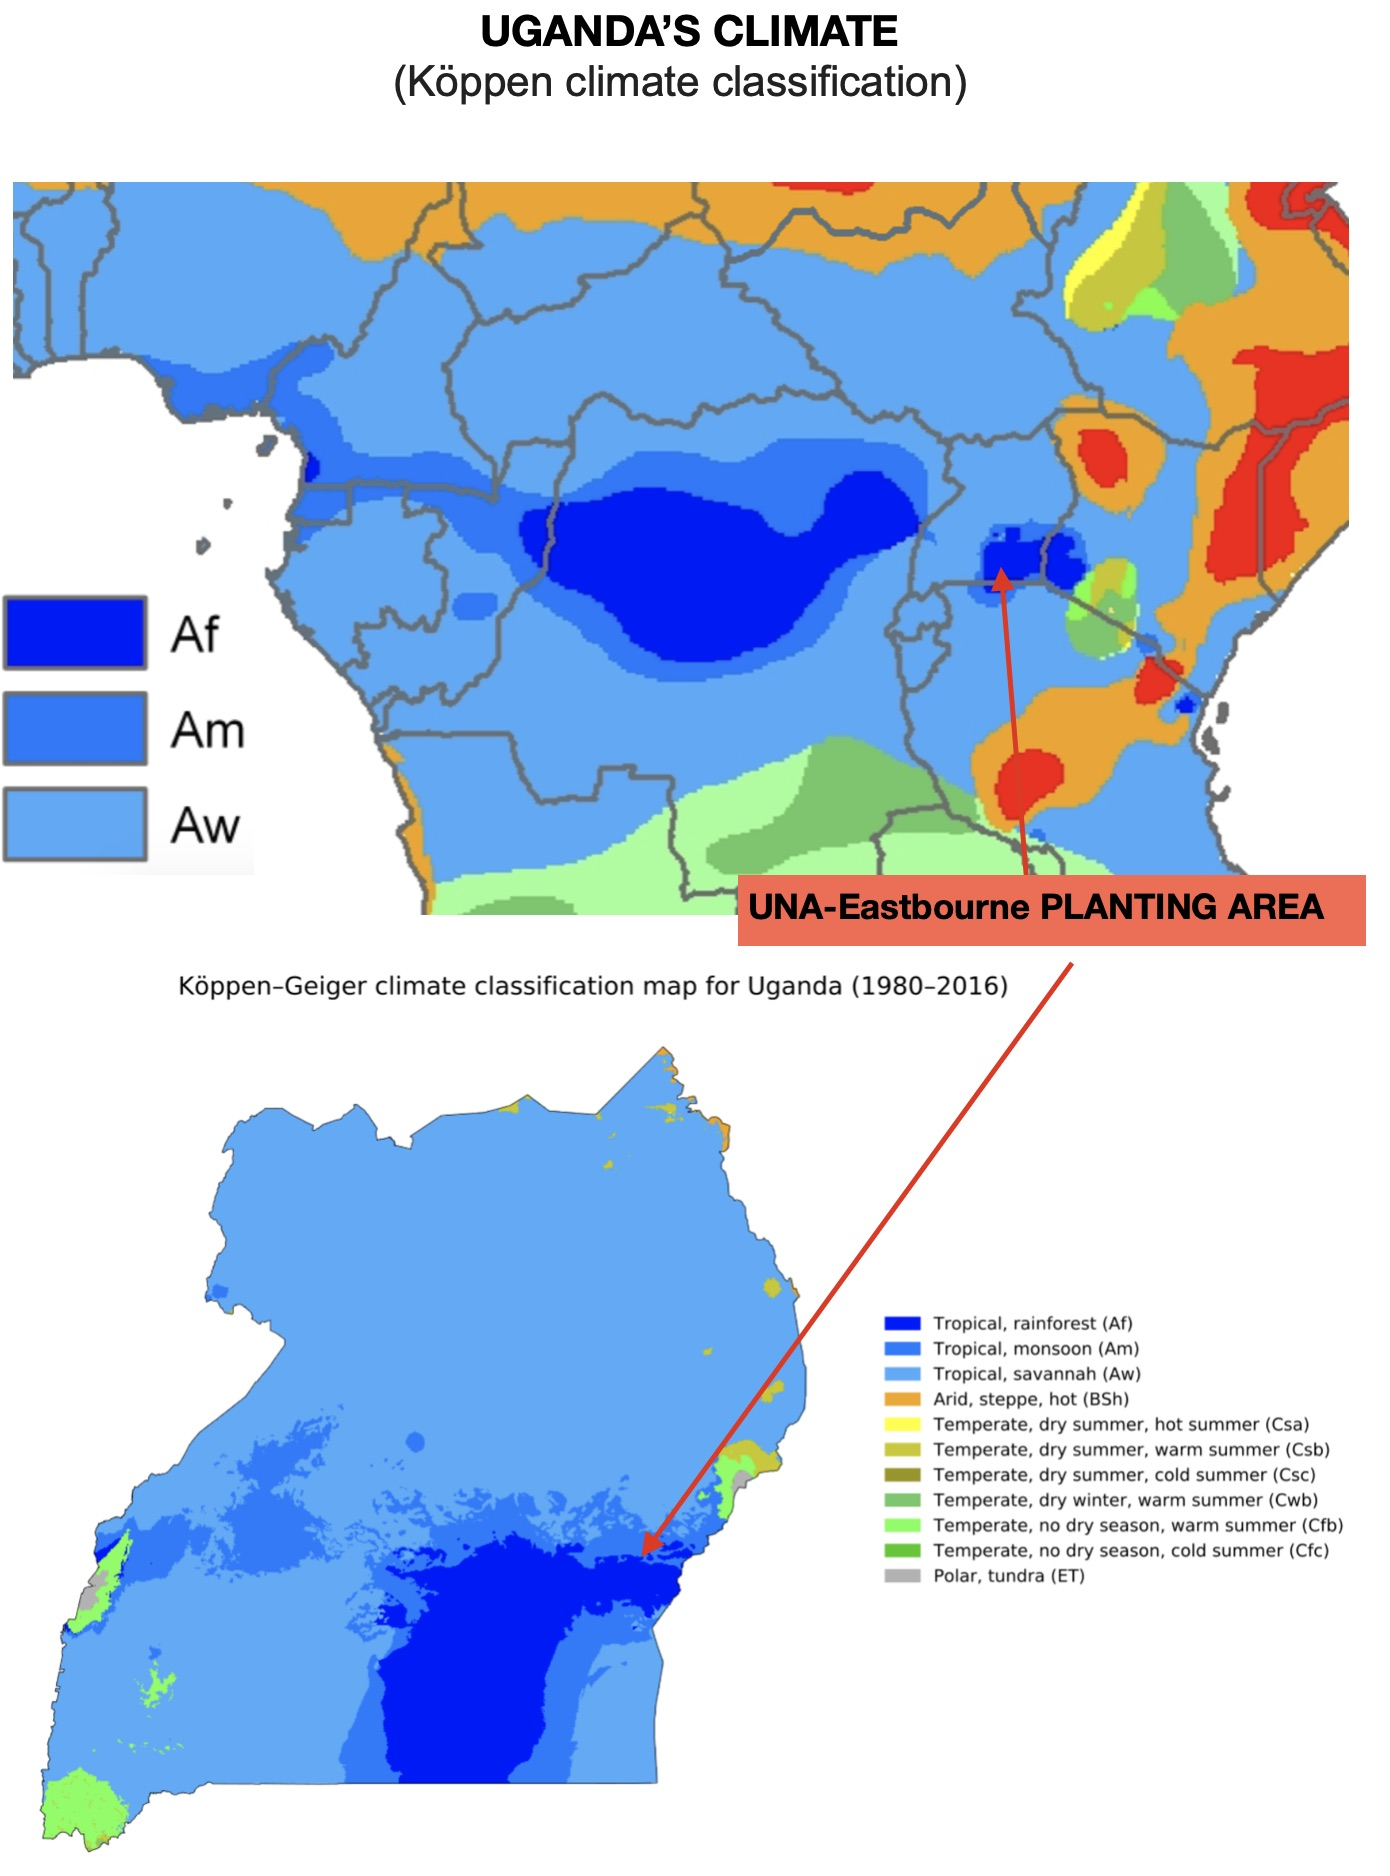 UGANDA’S CLIMATE
(Köppen climate classification)
Af
Am
Aw
UNA-Eastbourne PLANTING AREA
Köppen–Geiger climate classification map for Uganda (1980–2016)
Tropical, rainforest (Af)
Tropical, monsoon (Am)
Tropical, savannah (Aw)
Arid, steppe, hot (BSh)
Temperate, dry summer, hot summer (Csa)
Temperate, dry summer, warm summer (Csb)
Temperate, dry summer, cold summer (Csc)
Temperate, dry winter, warm summer (Cwb)
Temperate, no dry season, warm summer (Cfb)
Temperate, no dry season, cold summer (Cfc)
Polar, tundra (ET)